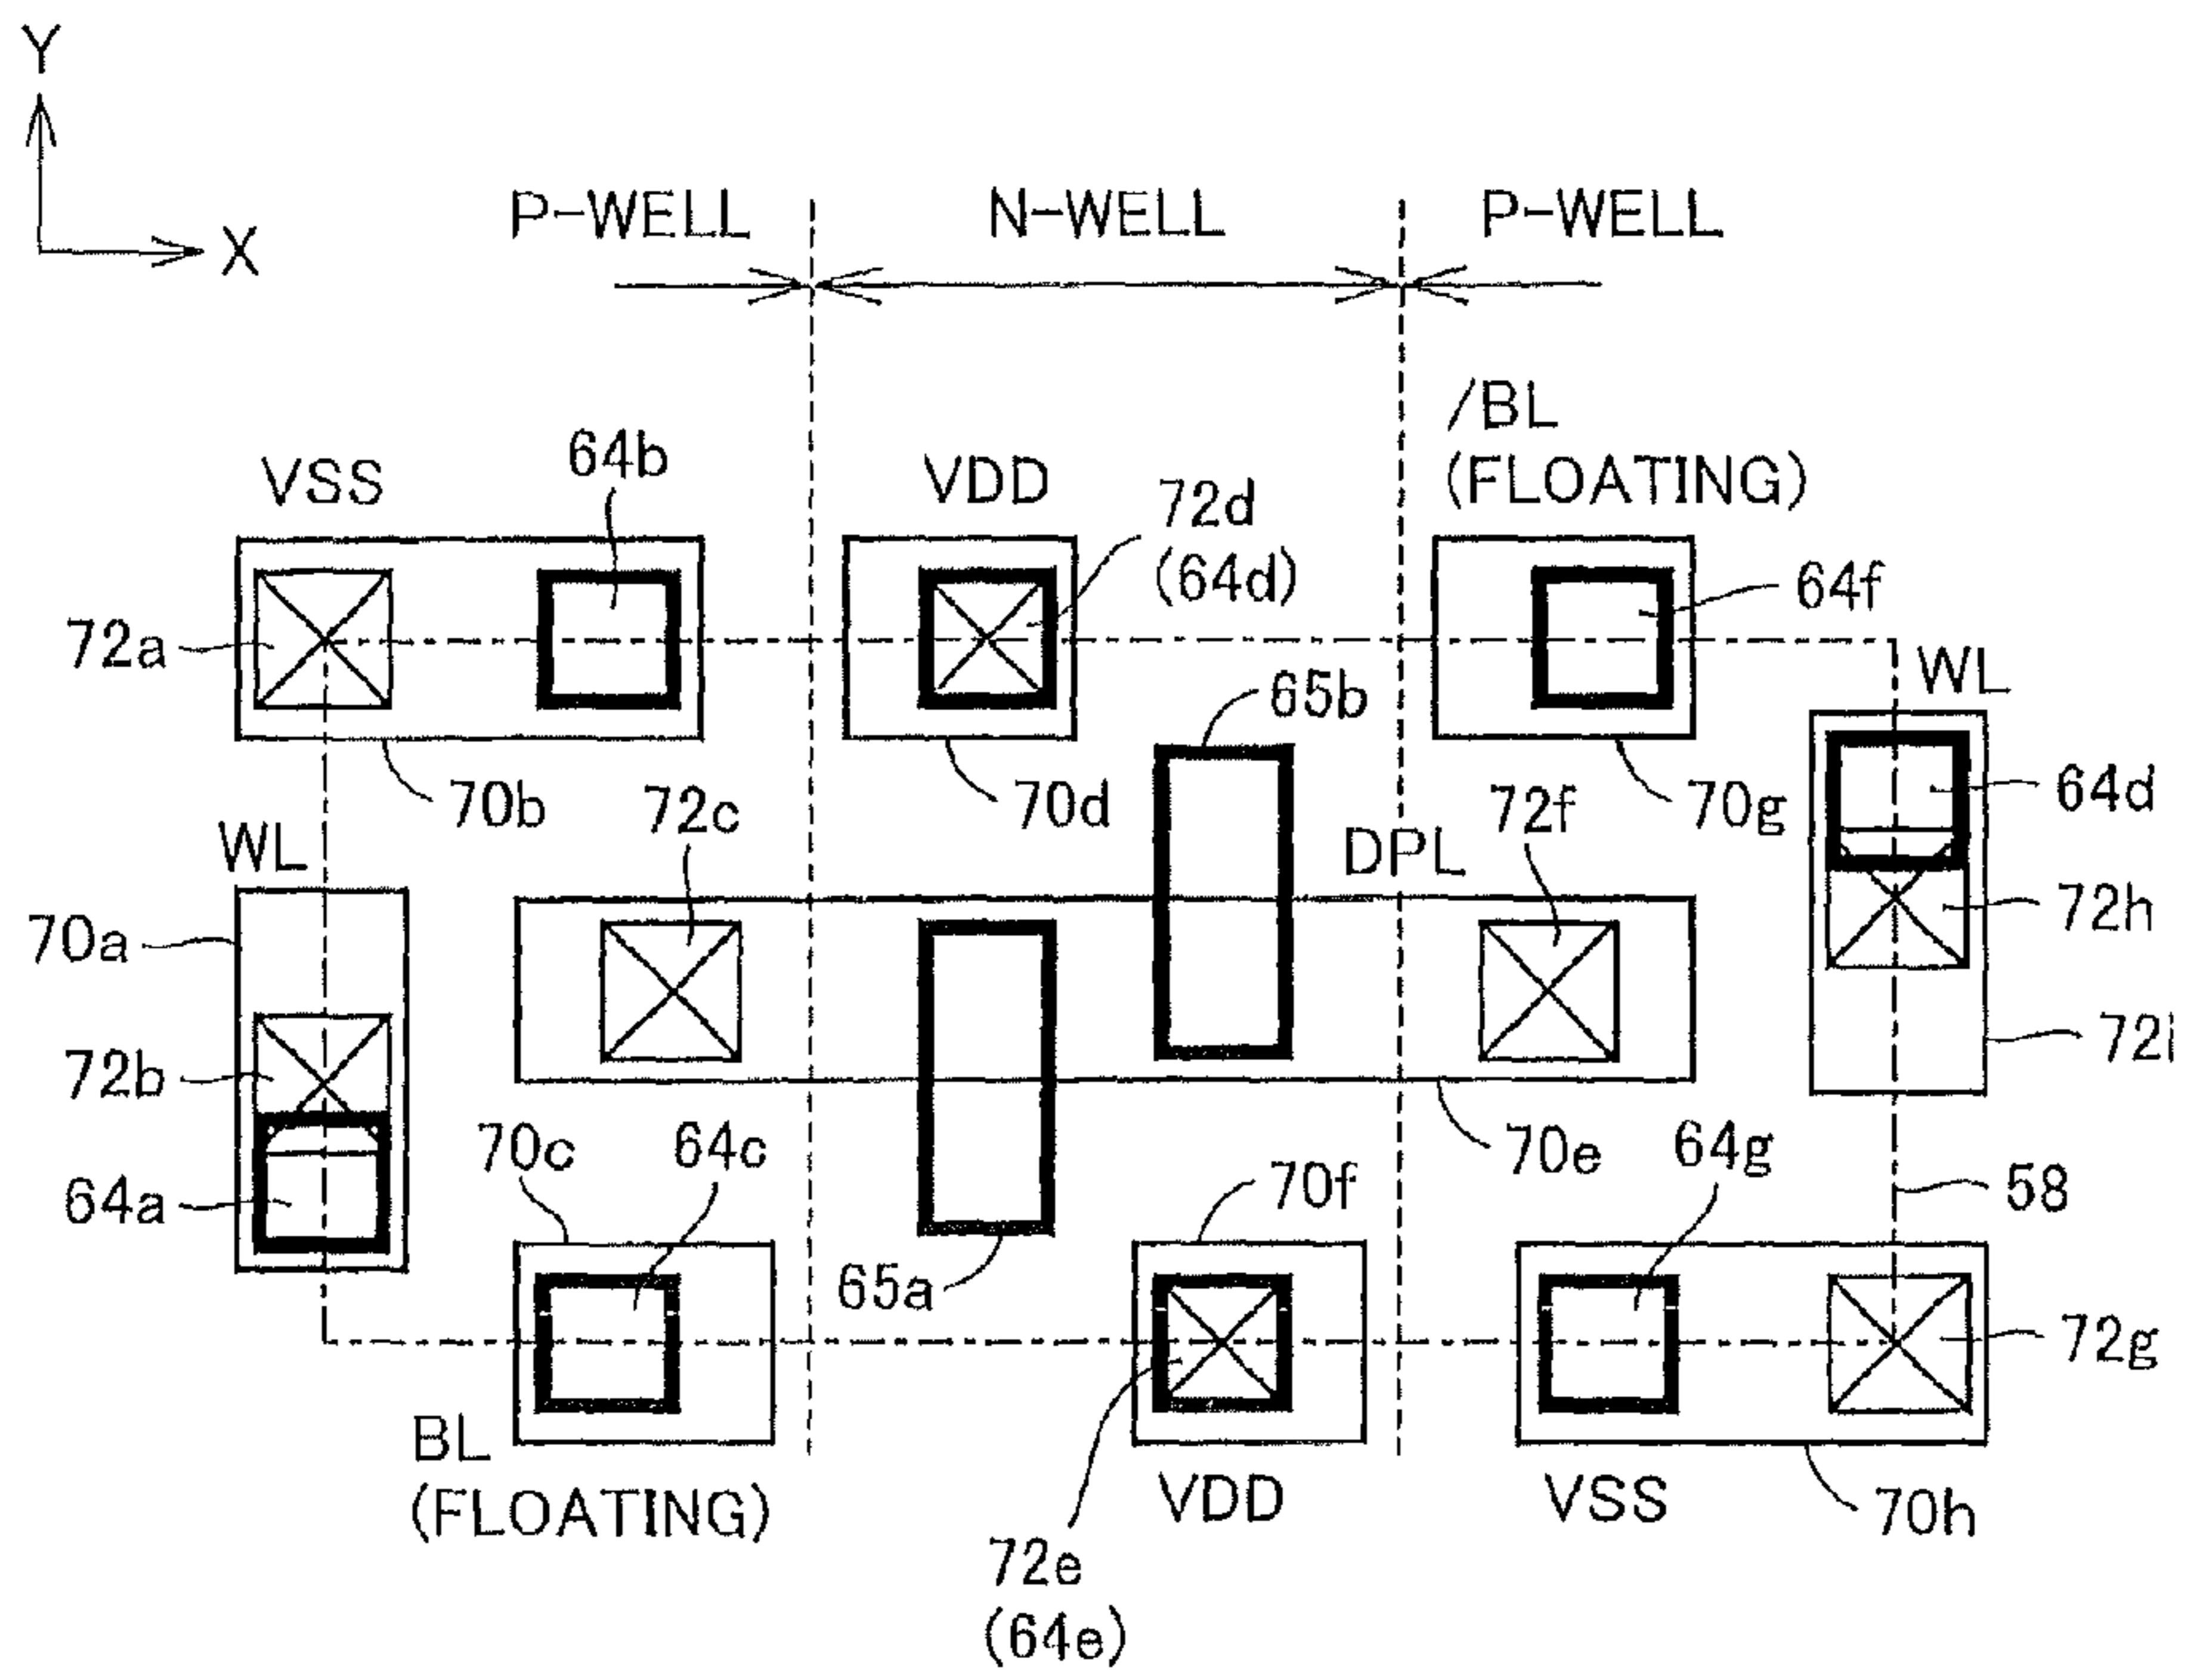 Y
X
P-WELL
N-WELL
P-WELL
/BL
(FLOATING)
VSS
64b
VDD
72d
(64d)
64f
72a
65b
WL
70b
72c
70d
72f
70g
64d
WL
DPL
70a
72h
72i
72b
70c
64c
70e
64g
64a
70f
58
65a
72g
BL
(FLOATING)
VDD
VSS
70h
72e
(64e)